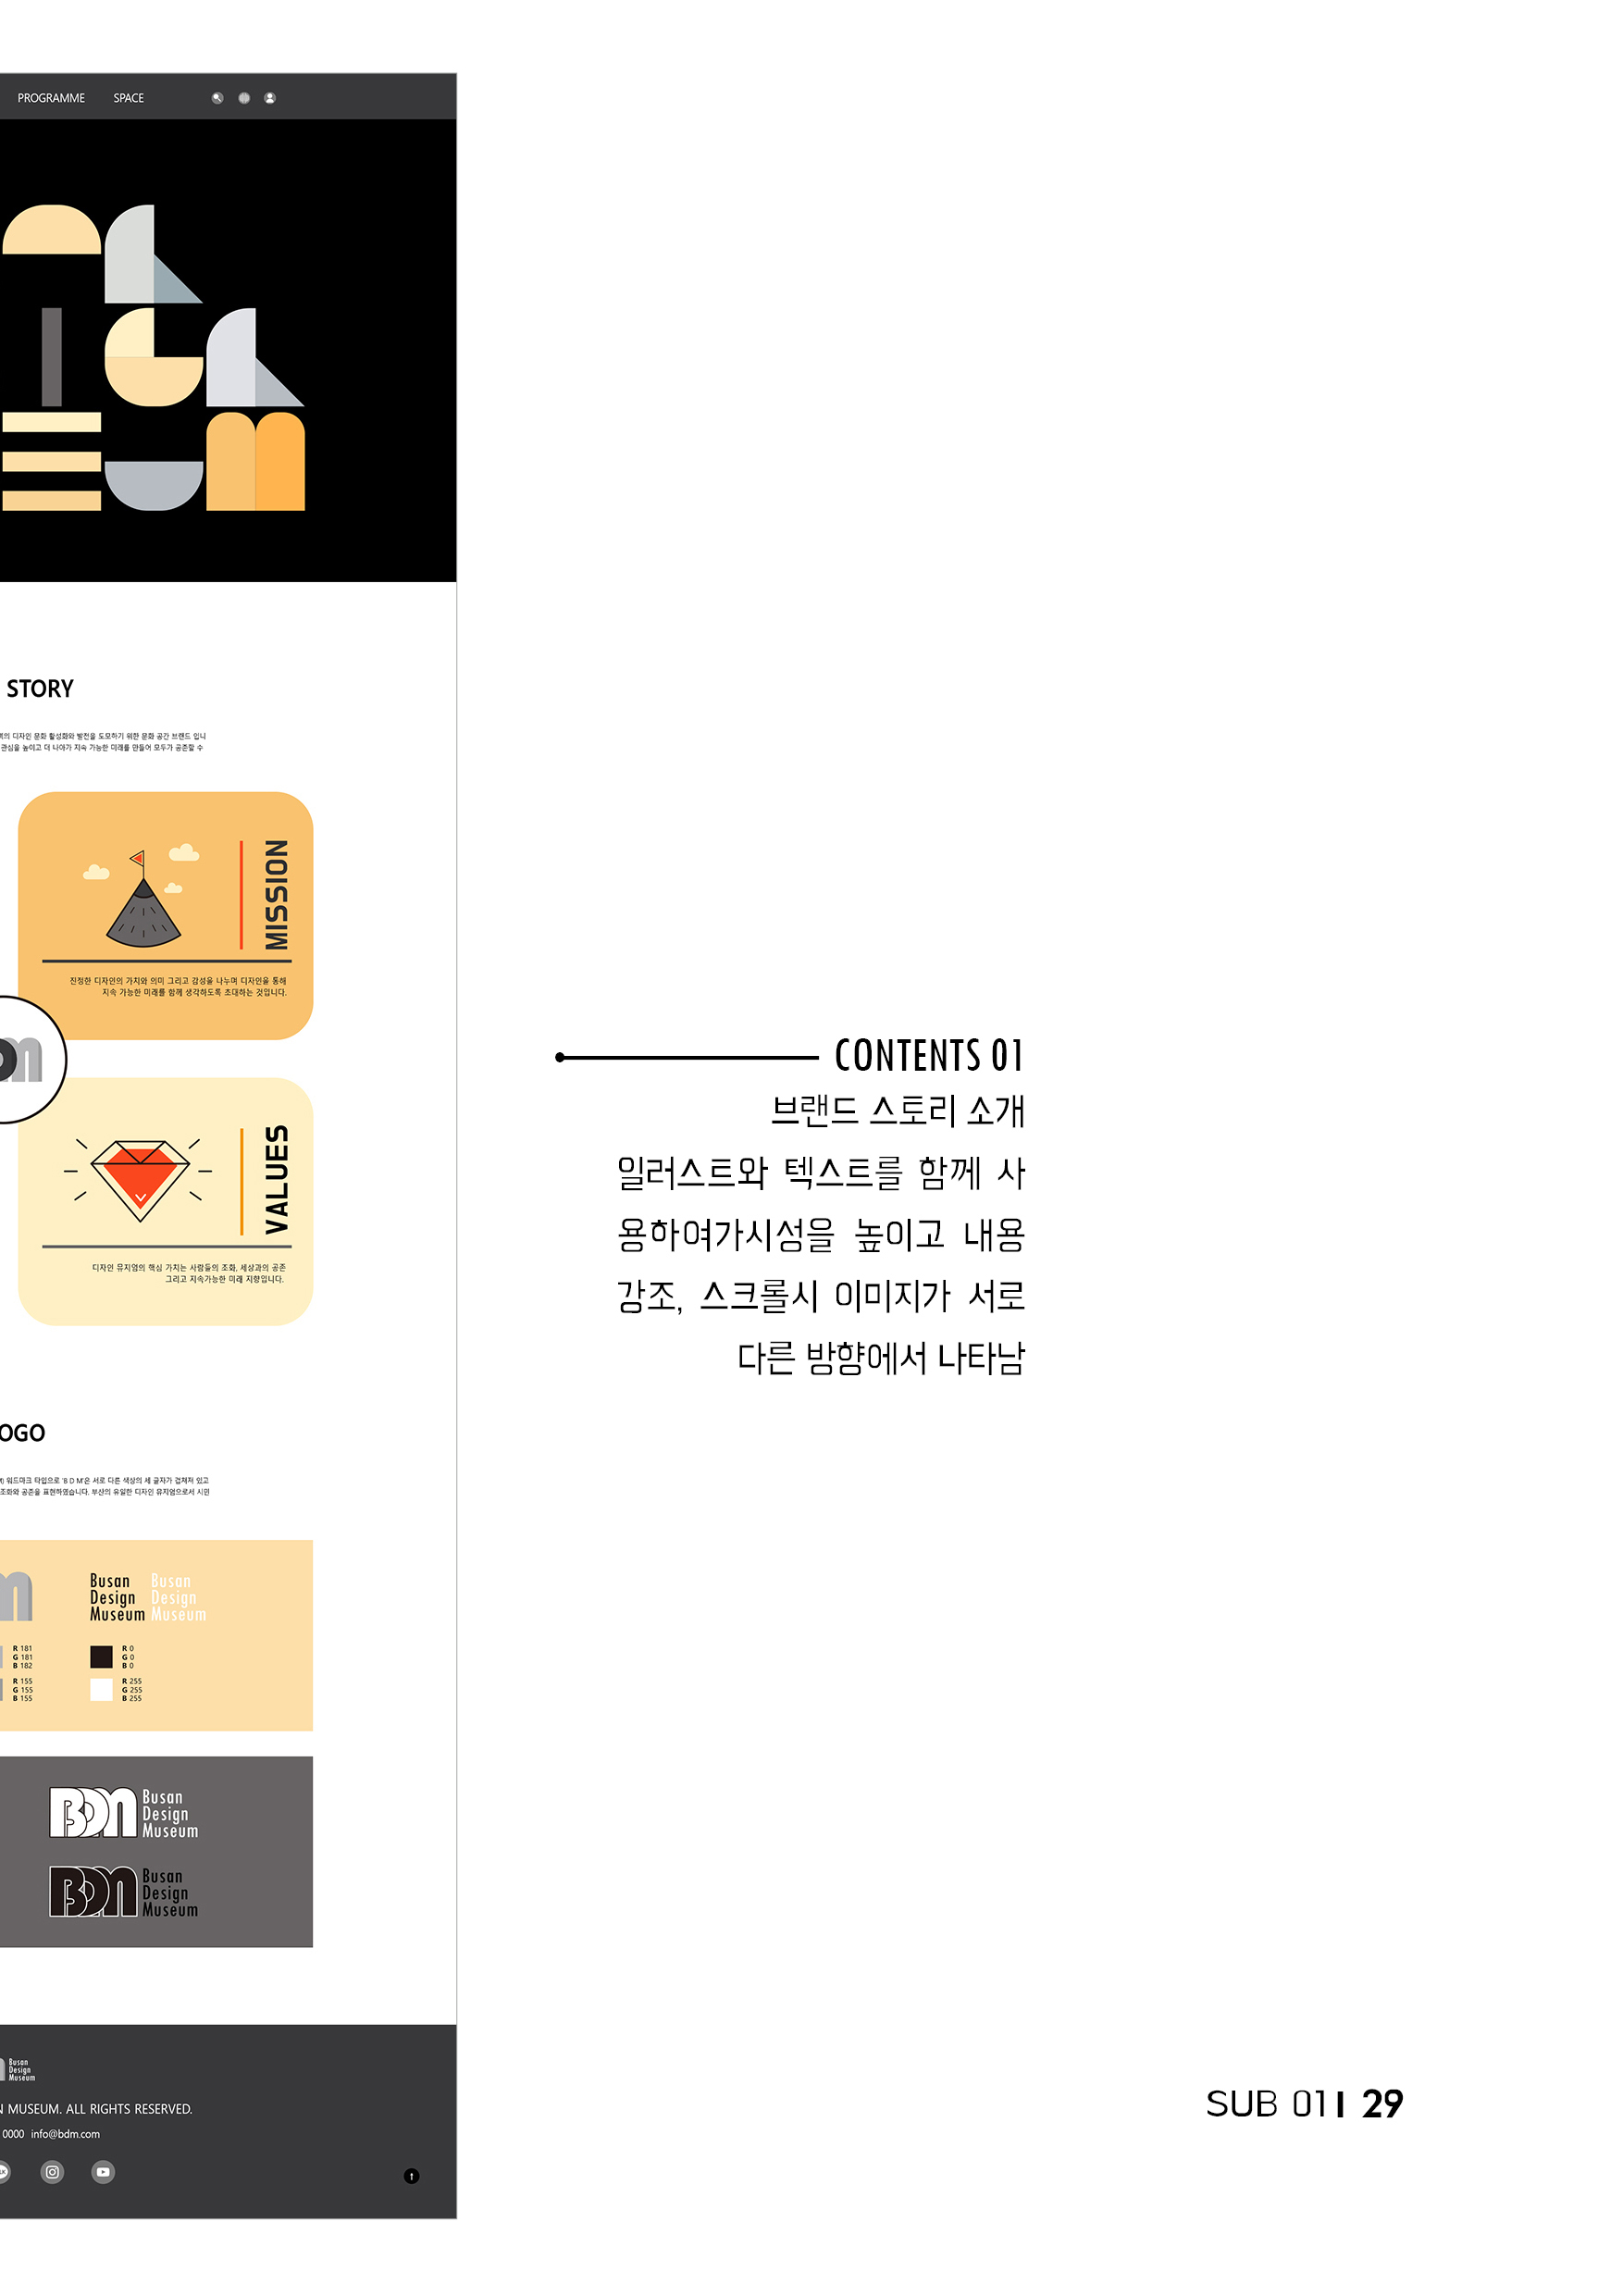 PROGRAMME SPACE
STORY
의 디자인 문화 활성화와 발전을 도모하기 위한 문화 공간 브랜드 입니
관심을 높이고 더 나아가 지속 가능한 미래를 만들어 모두가 공존할 수
MISSION
진정한 디자인의 가치와 의미 그리고 감성을 나누며 디자인을 통해
지속 가능한 미래를 함께 생각하도록 초대하는 것입니다.
VALUES
디자인 뮤지엄의 핵심 가치는 사람들의 조화, 세상과의 공존
그리고 지속가능한 미래 지향입니다.
CONTENTS 01
브랜드 스토리 소개
일러스트와 텍스트를 함께 사
용하여가시성을 높이고 내용
강조, 스크롤시 이미지가 서로
다른 방향에서 나타남
OGO
워드마크 타입으로 'B D M'은 서로 다른 색상의 세 글자가 겹쳐져 있고
조화와 공존을 표현하였습니다. 부산의 유일한 디자인 뮤지엄으로서 시민
Busan Busan
Design Design
Museum Museum
R 181 R 0
G 181 G 0
B 182 B 0
R 155 R 255
G 155 G 255
B 155 B 255
BDM Busan
Design
Museum
BDM Busan
Design
Museum
Busan
Design
Museum
N MUSEUM. ALL RIGHTS RESERVED.
0000 info@bdm.com
SUB 01 | 29